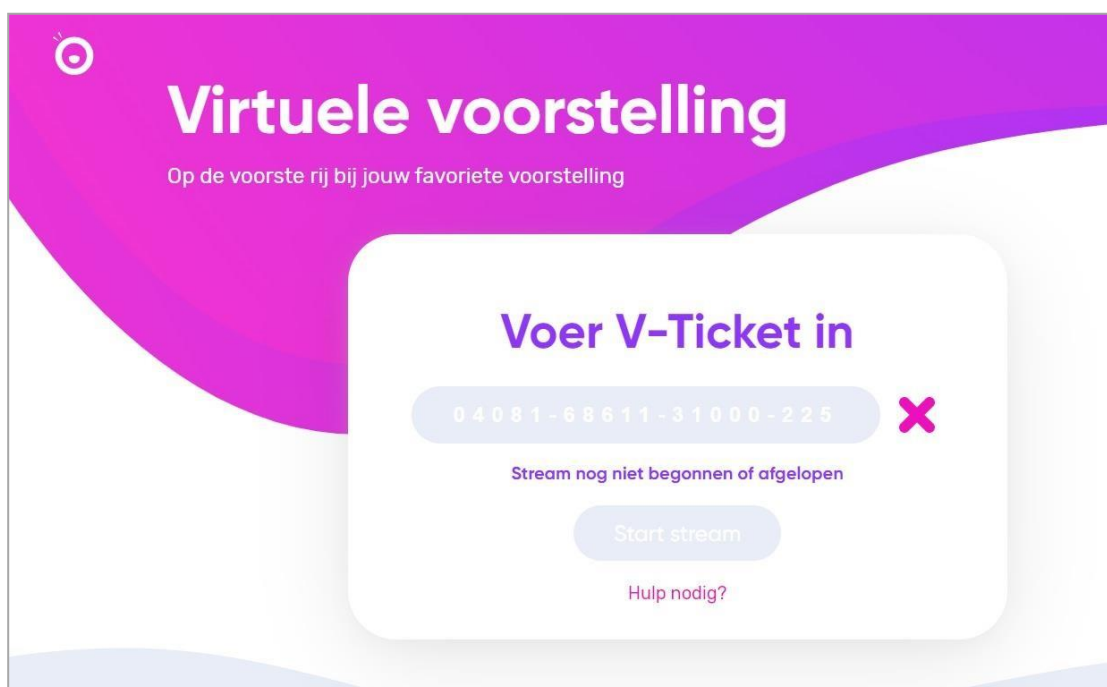 Virtuele voorstelling
Op de voorste rij bij jouw favoriete voorstelling
Voer V-Ticket in
04081-68611-31000-225
Stream nog niet begonnen of afgelopen
Start stream
Hulp nodig?